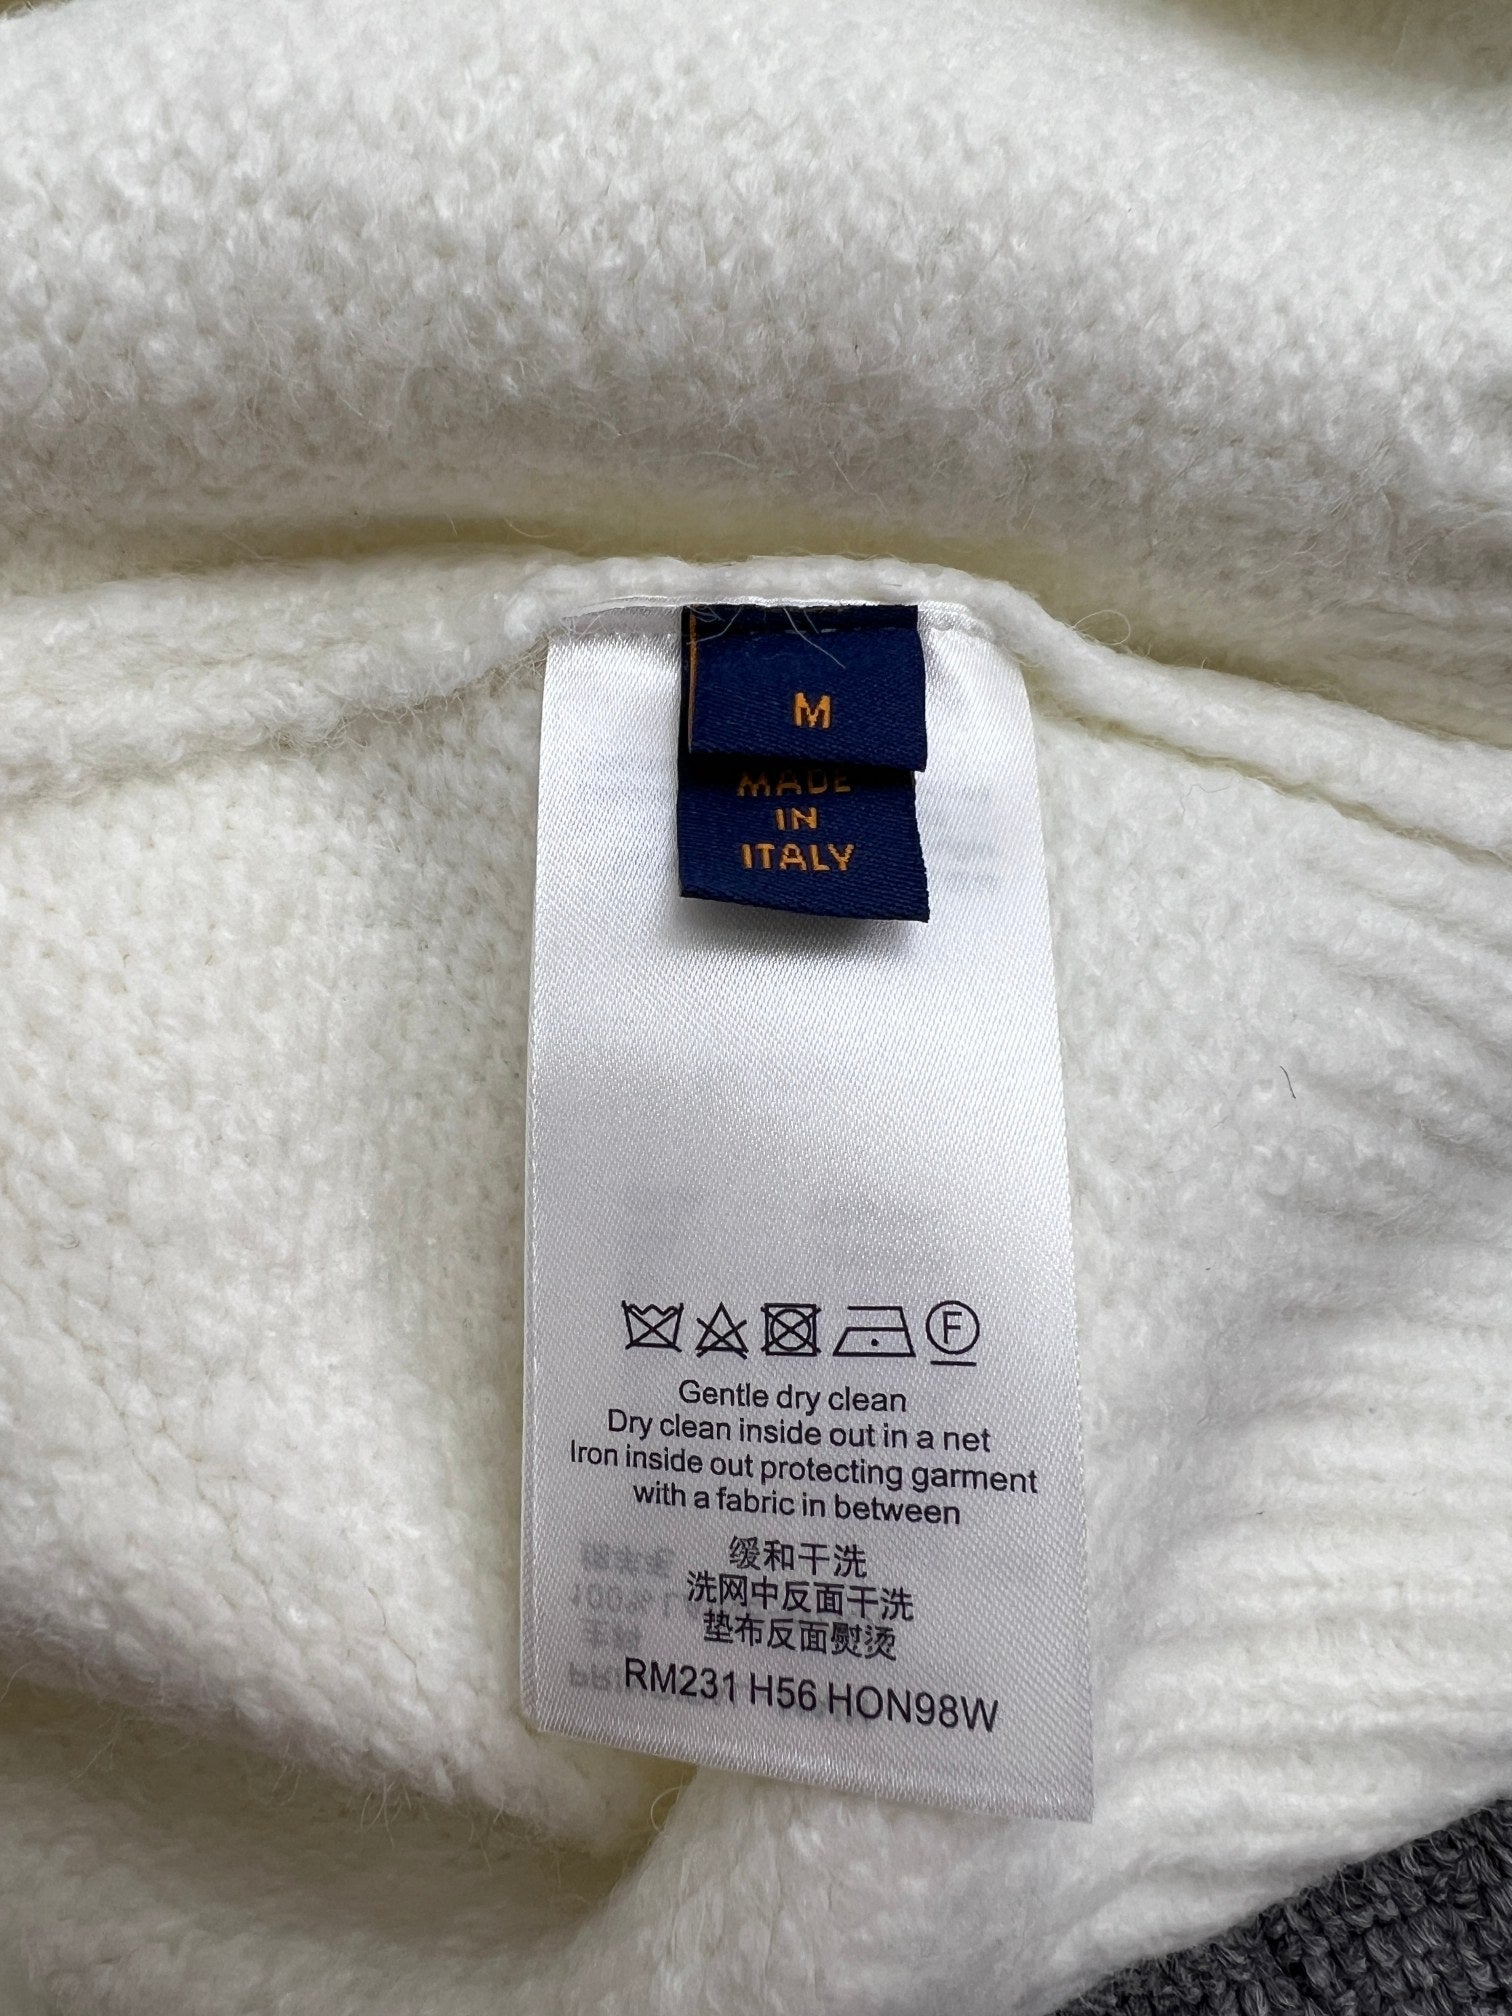 M
MADE
IN
ITALY
F
Gentle dry clean
Dry clean inside out in a net
Iron inside out protecting garment
with a fabric in between
缓和干洗
洗网中反面干洗
垫布反面熨烫
RM231 H56 HON98W